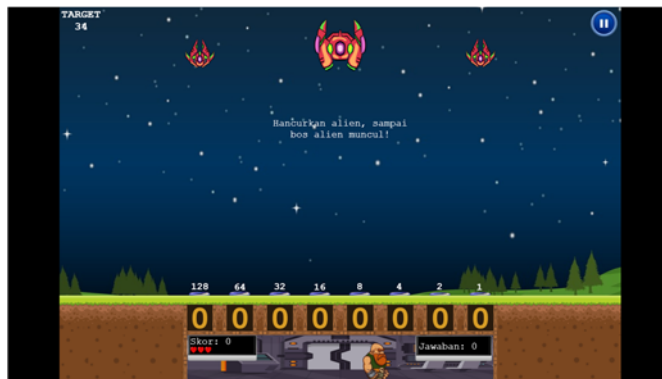 TARGET
34
Hancurkan alien, sampai
bos alien muncul!
128 64 32 16 8 4 2 1
0 0 0 0 0 0 0 0
Skor: 0
Jawaban: 0